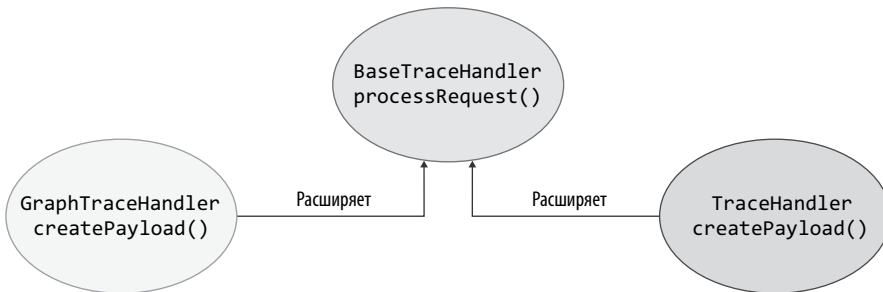 BaseTraceHandler
processRequest()
GraphTraceHandler
createPayload()
Расширяет
Расширяет
TraceHandler
createPayload()